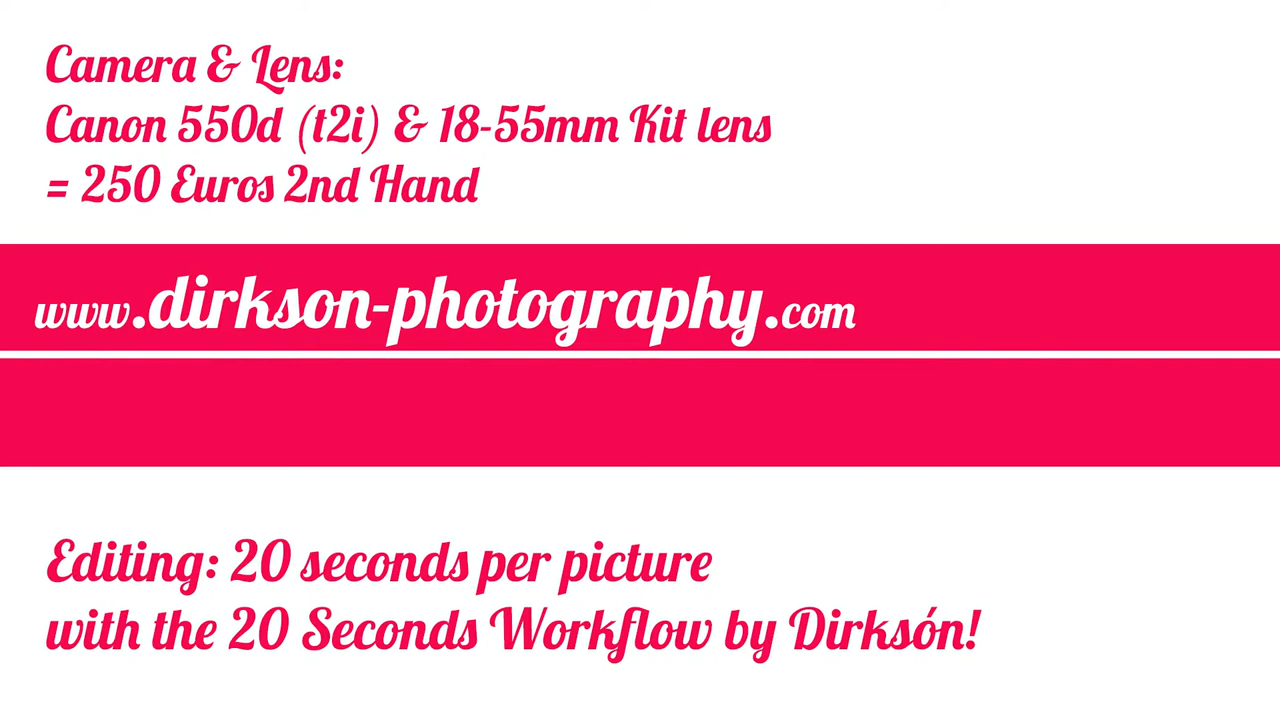 Camera & Lens:
Canon 550d (t2i) & 18-55mm Kit lens
= 250 Euros 2nd Hand
www.dirkson-photography.com
Editing: 20 seconds per picture
with the 20 Seconds Workflow by Dirksón!